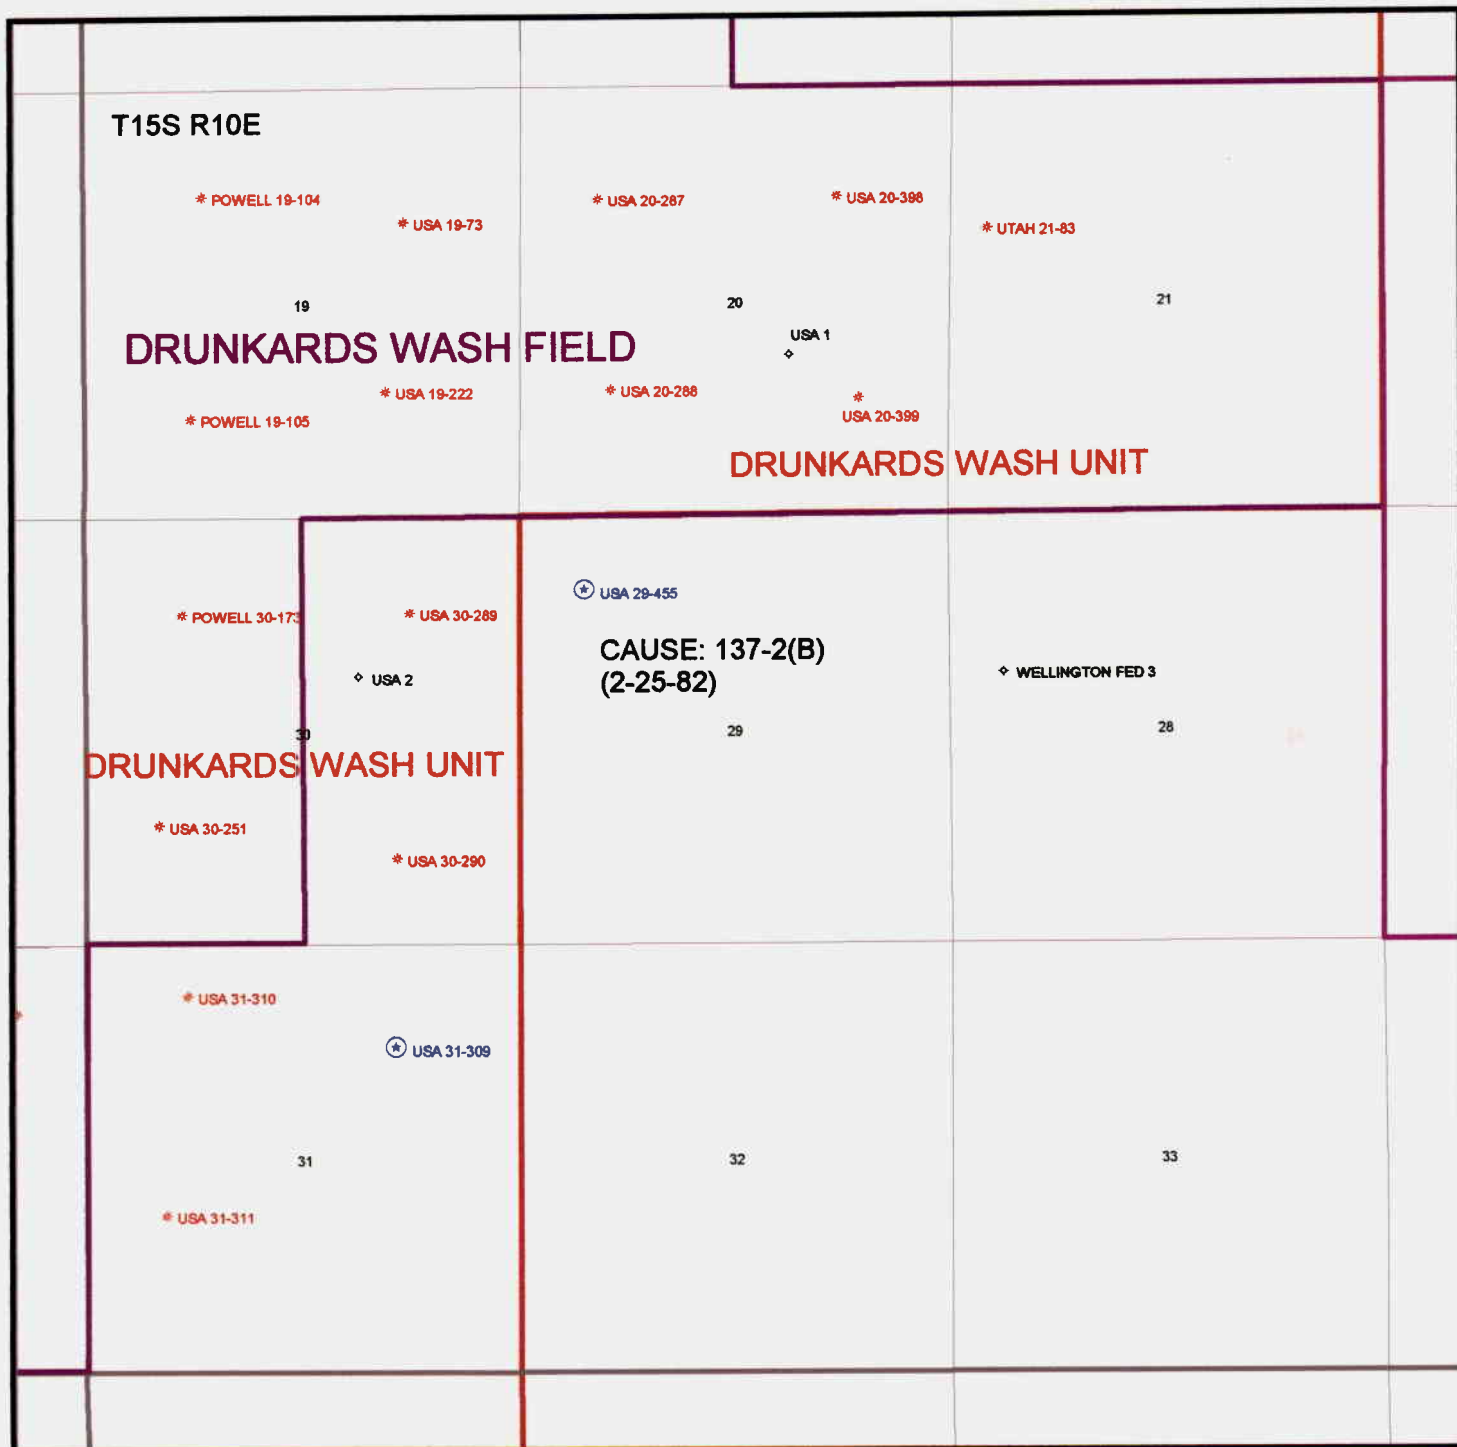 T15S R10E
POWELL 19-104
USA 19-73
USA 20-287
USA 20-398
UTAH 21-83
19
20
21
DRUNKARDS WASH FIELD
USA 1
USA 19-222
USA 20-288
USA 20-399
POWELL 19-105
DRUNKARDS WASH UNIT
USA 29-455
POWELL 30-173
USA 30-289
CAUSE: 137-2(B)
(2-25-82)
USA 2
WELLINGTON FED 3
30
29
28
DRUNKARDS WASH UNIT
USA 30-251
USA 30-290
USA 31-310
USA 31-309
31
32
33
USA 31-311